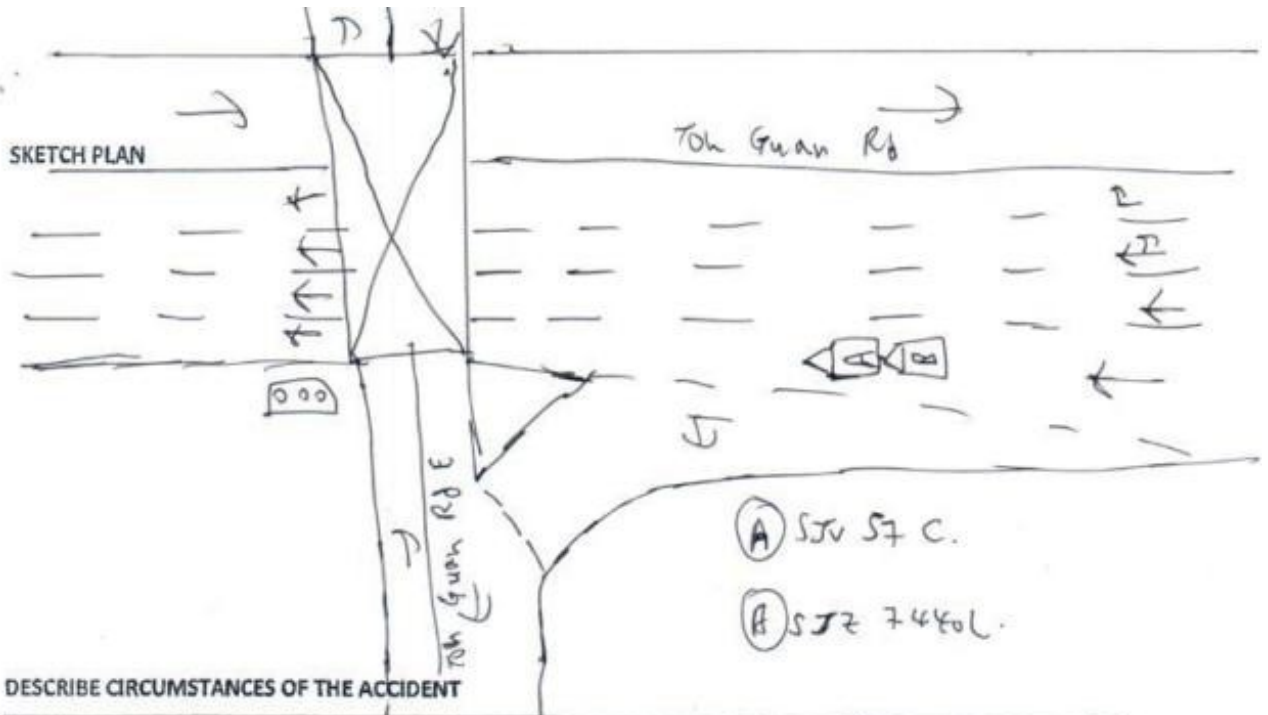 Toh Guan Rd
SKETCH PLAN
A
B
Toh Guan Rd E
A SJV 57 C.
B SJZ 7440L.
DESCRIBE CIRCUMSTANCES OF THE ACCIDENT